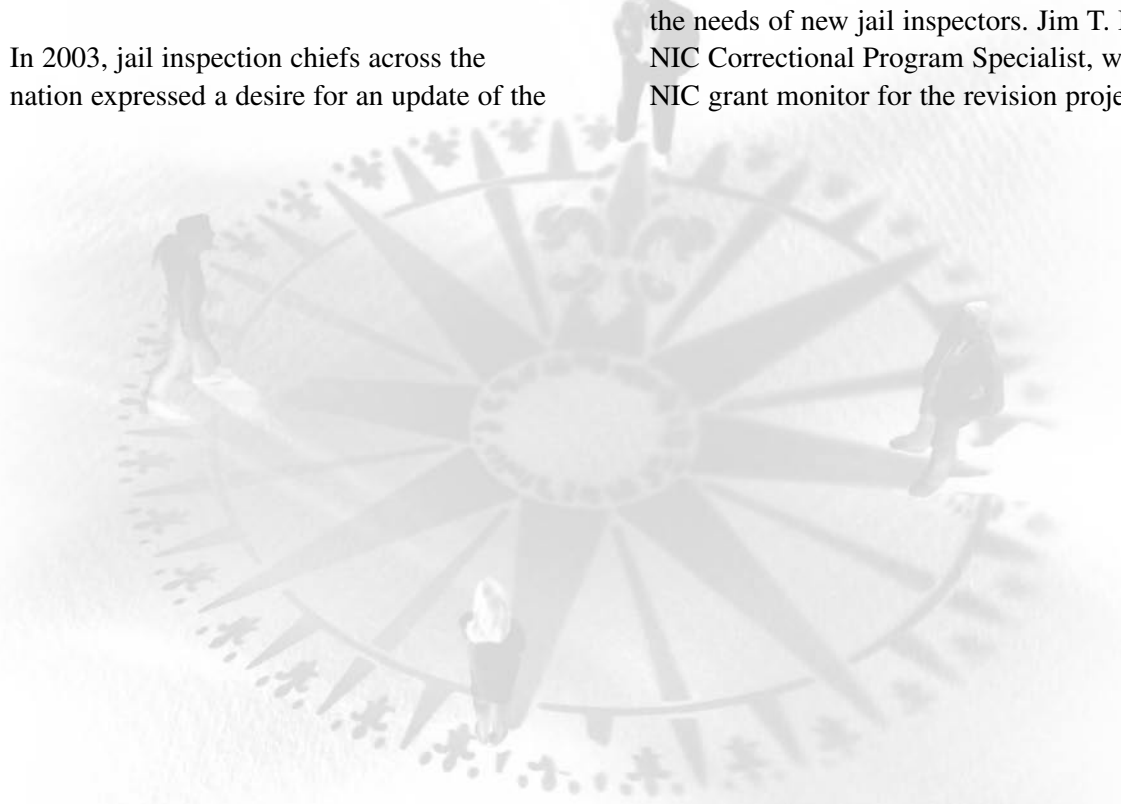 In 2003, jail inspection chiefs across the
nation expressed a desire for an update of the
the needs of new jail inspectors. Jim T.
NIC Correctional Program Specialist,
NIC grant monitor for the revision